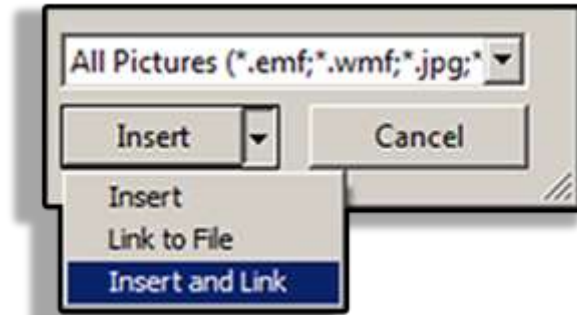 All Pictures (*.emf;*.wmf;*.jpg;*
Insert Cancel
Insert
Link to File
Insert and Link